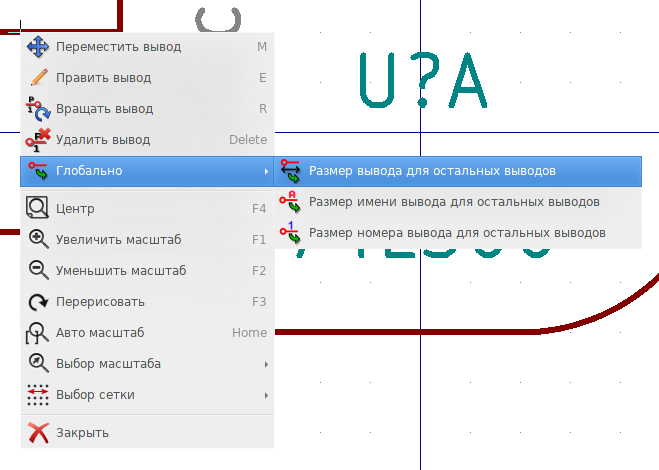 U?A
Переместить вывод M
Править вывод E
Вращать вывод R
Удалить вывод Delete
Глобально
Размер вывода для остальных выводов
Размер имени вывода для остальных выводов
Размер номера вывода для остальных выводов
Центр F4
Увеличить масштаб F1
Уменьшить масштаб F2
Перерисовать F3
Авто масштаб Home
Выбор масштаба
Выбор сетки
Закрыть